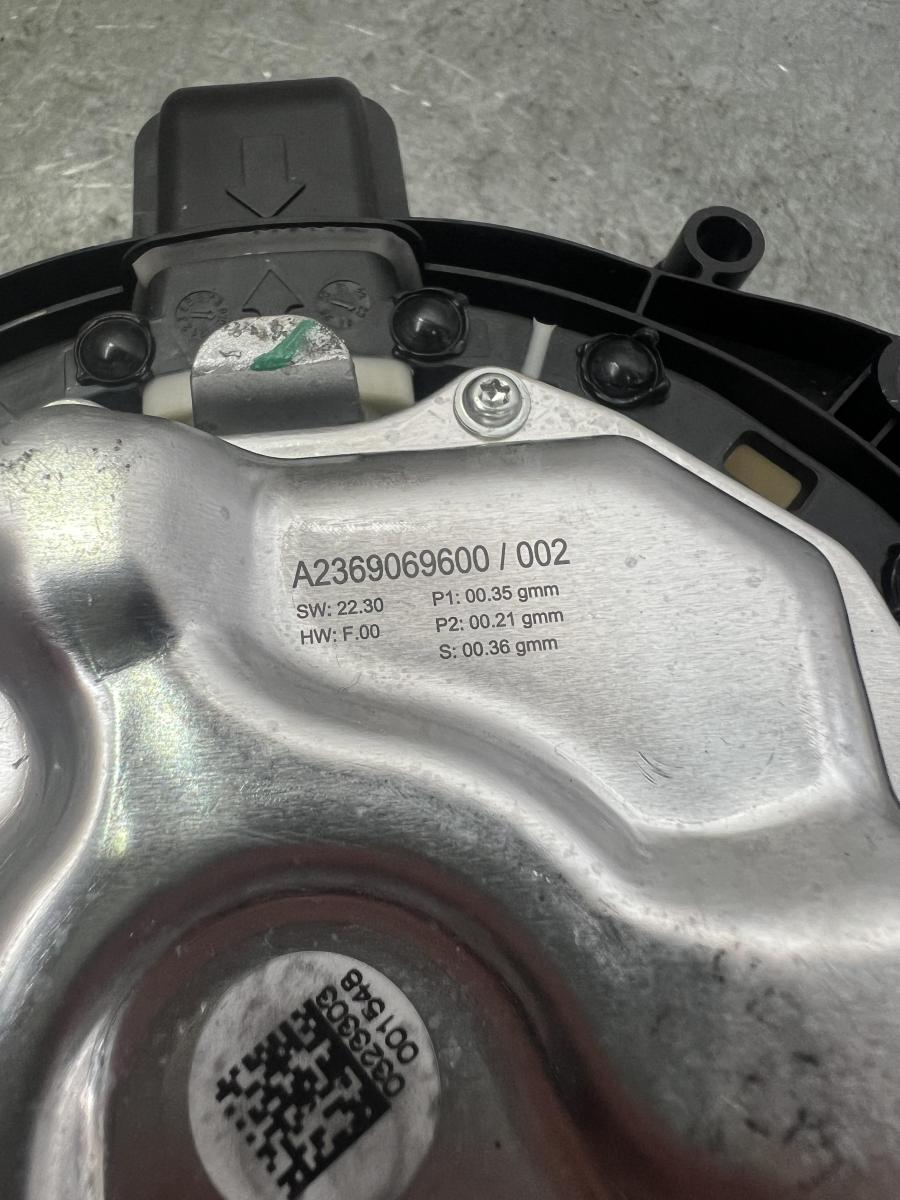 A2369069600 / 002
SW: 22.30
HW: F.00
P1: 00.35 gmm
P2: 00.21 gmm
S: 00.36 gmm
0323303
001548